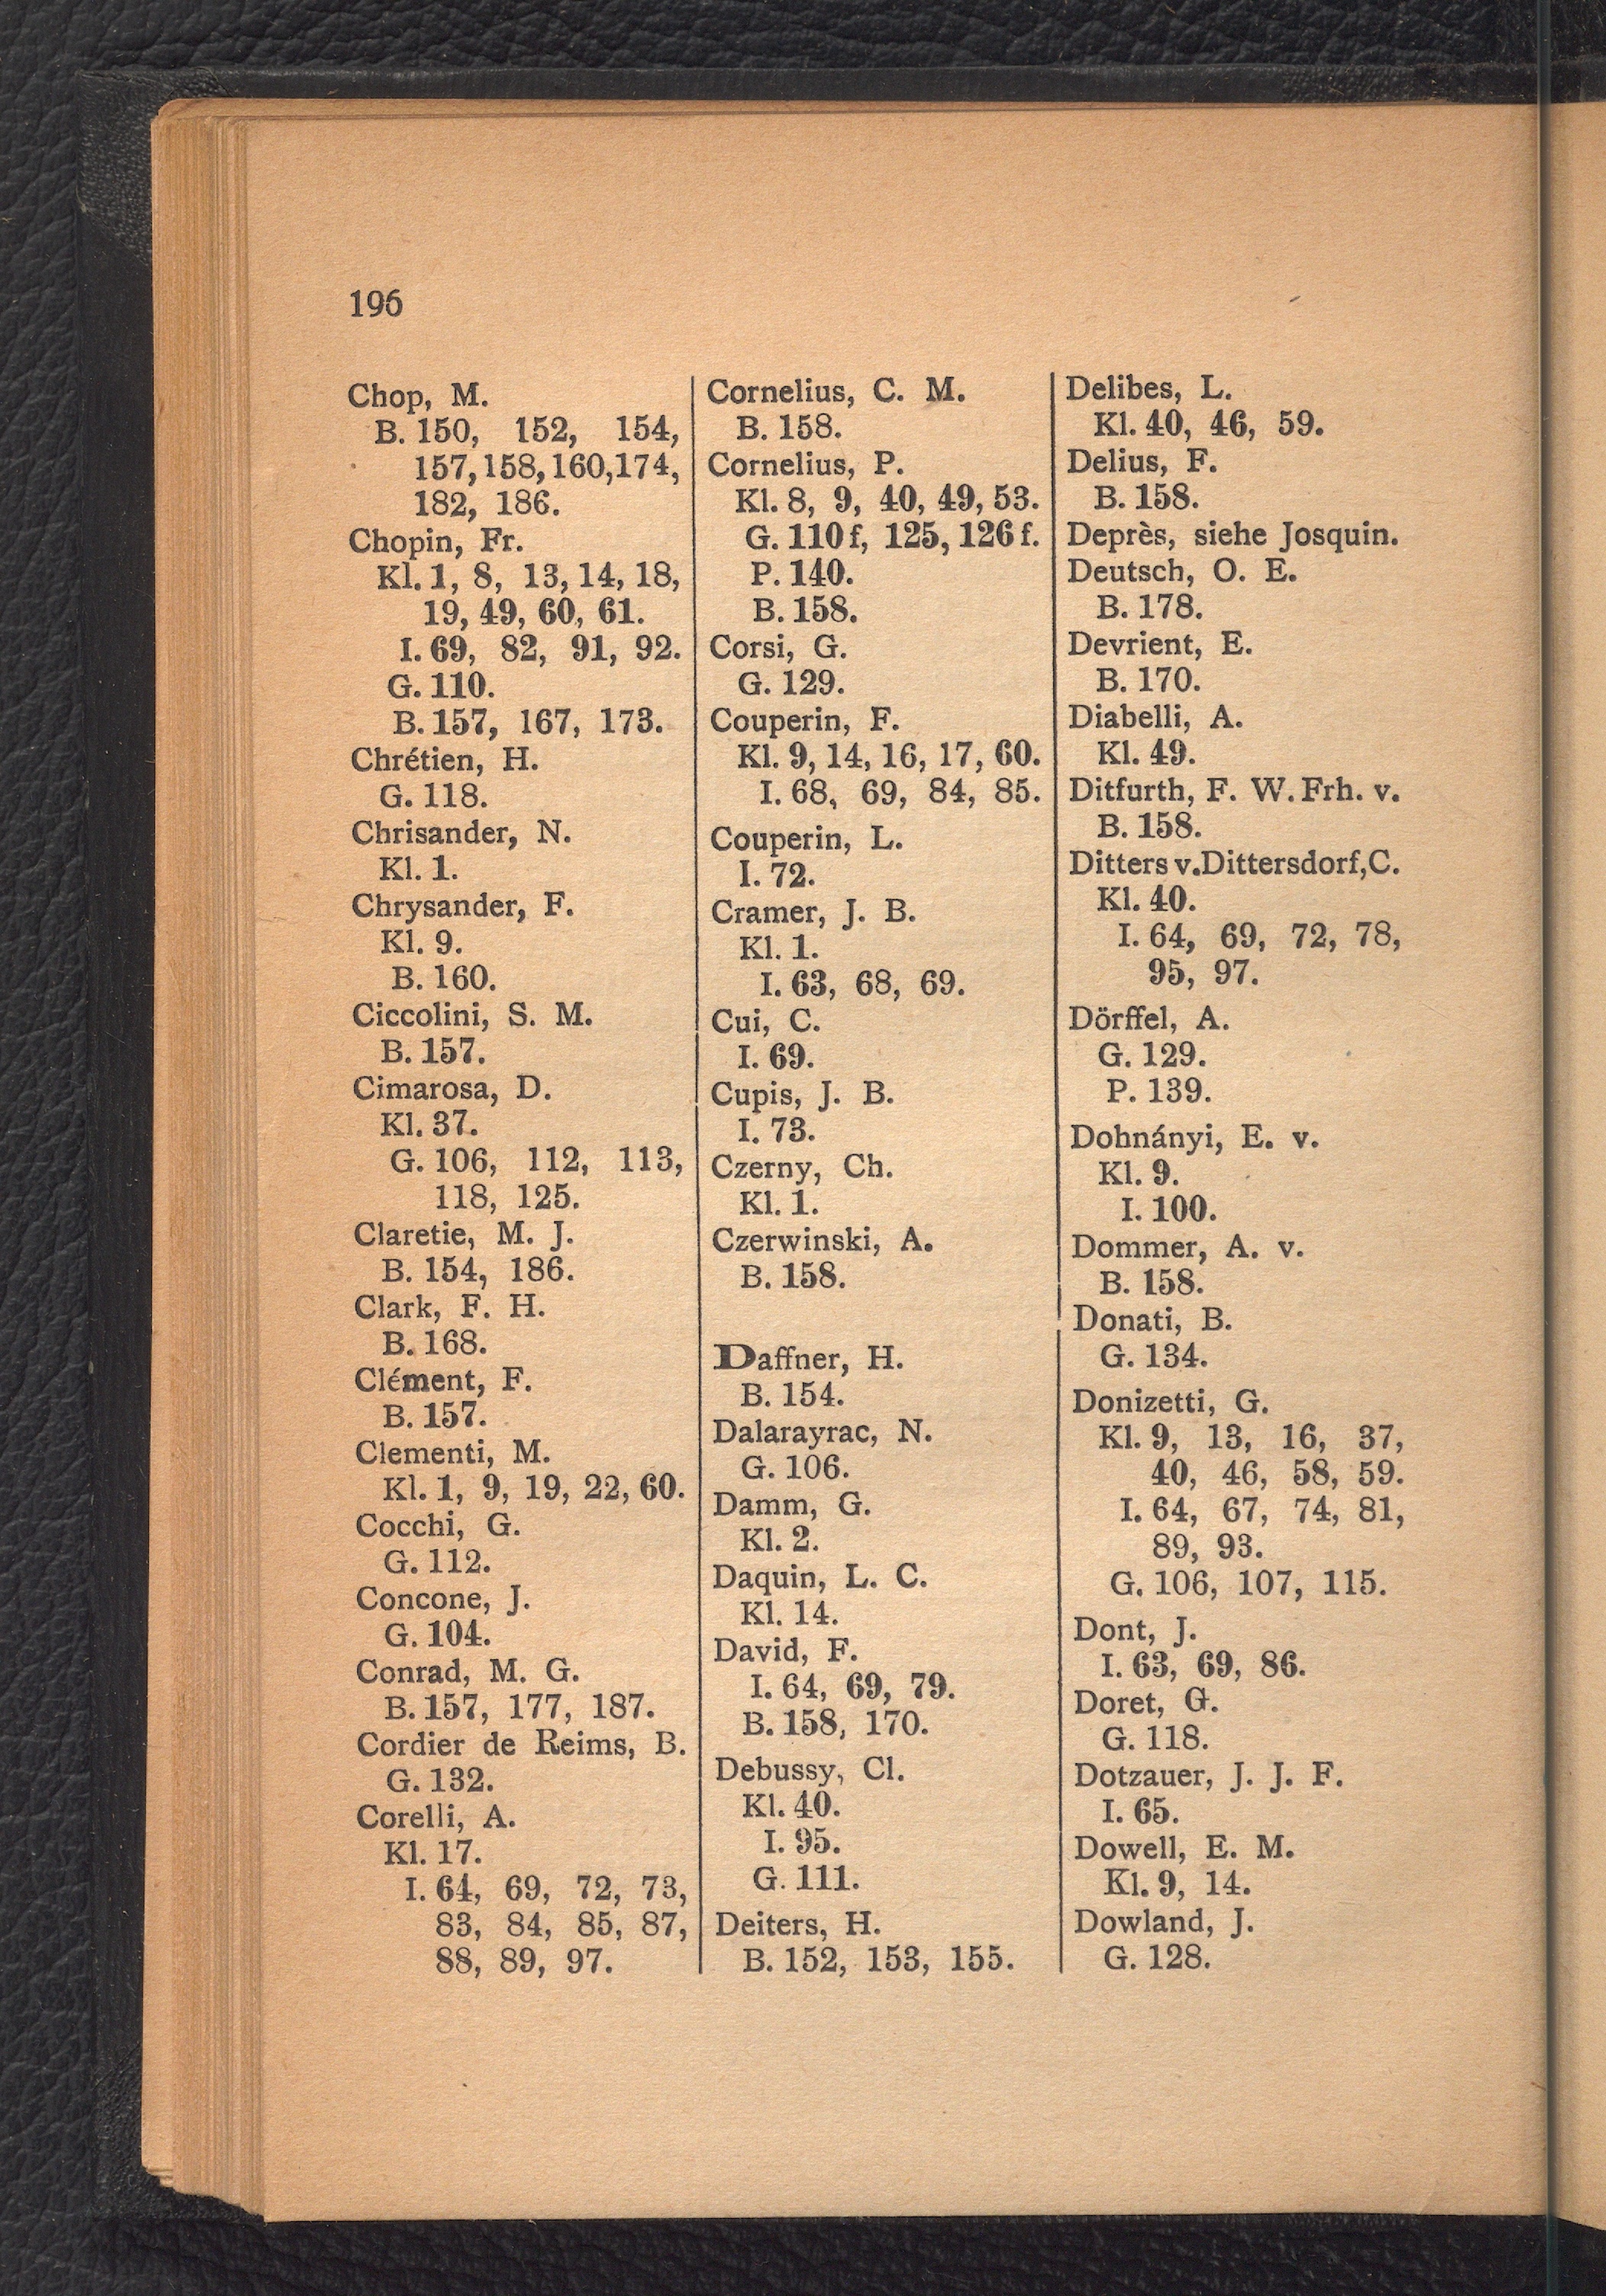 196
Chop, M.
B. 150, 152, 154,
157, 158, 160, 174,
182, 186.
Chopin, Fr.
Kl. 1, 8, 13, 14, 18,
19, 49, 60, 61.
I. 69, 82, 91, 92.
G. 110.
B. 157, 167, 173.
Chrétien, H.
G. 118.
Chrisander, N.
Kl. 1.
Chrysander, F.
Kl. 9.
B. 160.
Ciccolini, S. M.
B. 157.
Cimarosa, D.
Kl. 37.
G. 106, 112, 113,
118, 125.
Claretie, M. J.
B. 154, 186.
Clark, F. H.
B. 168.
Clément, F.
B. 157.
Clementi, M.
Kl. 1, 9, 19, 22, 60.
Cocchi, G.
G. 112.
Concone, J.
G. 104.
Conrad, M. G.
B. 157, 177, 187.
Cordier de Reims, B.
G. 132.
Corelli, A.
Kl. 17.
I. 64, 69, 72, 73,
83, 84, 85, 87,
88, 89, 97.
Cornelius, C. M.
B. 158.
Cornelius, P.
Kl. 8, 9, 40, 49, 53.
G. 110 f, 125, 126 f.
P. 140.
B. 158.
Corsi, G.
G. 129.
Couperin, F.
Kl. 9, 14, 16, 17, 60.
I. 68, 69, 84, 85.
Couperin, L.
I. 72.
Cramer, J. B.
Kl. 1.
I. 63, 68, 69.
Cui, C.
I. 69.
Cupis, J. B.
I. 73.
Czerny, Ch.
Kl. 1.
Czerwinski, A.
B. 158.
Daffner, H.
B. 154.
Dalarayrac, N.
G. 106.
Damm, G.
Kl. 2.
Daquin, L. C.
Kl. 14.
David, F.
I. 64, 69, 79.
B. 158, 170.
Debussy, Cl.
Kl. 40.
I. 95.
G. 111.
Deiters, H.
B. 152, 153, 155.
Delibes, L.
Kl. 40, 46, 59.
Delius, F.
B. 158.
Deprès, siehe Josquin.
Deutsch, O. E.
B. 178.
Devrient, E.
B. 170.
Diabelli, A.
Kl. 49.
Ditfurth, F. W. Frh. v.
B. 158.
Ditters v. Dittersdorf, C.
Kl. 40.
I. 64, 69, 72, 78,
95, 97.
Dörffel, A.
G. 129.
P. 139.
Dohnányi, E. v.
Kl. 9.
I. 100.
Dommer, A. v.
B. 158.
Donati, B.
G. 134.
Donizetti, G.
Kl. 9, 13, 16, 37,
40, 46, 58, 59.
I. 64, 67, 74, 81,
89, 93.
G. 106, 107, 115.
Dont, J.
I. 63, 69, 86.
Doret, G.
G. 118.
Dotzauer, J. J. F.
I. 65.
Dowell, E. M.
Kl. 9, 14.
Dowland, J.
G. 128.